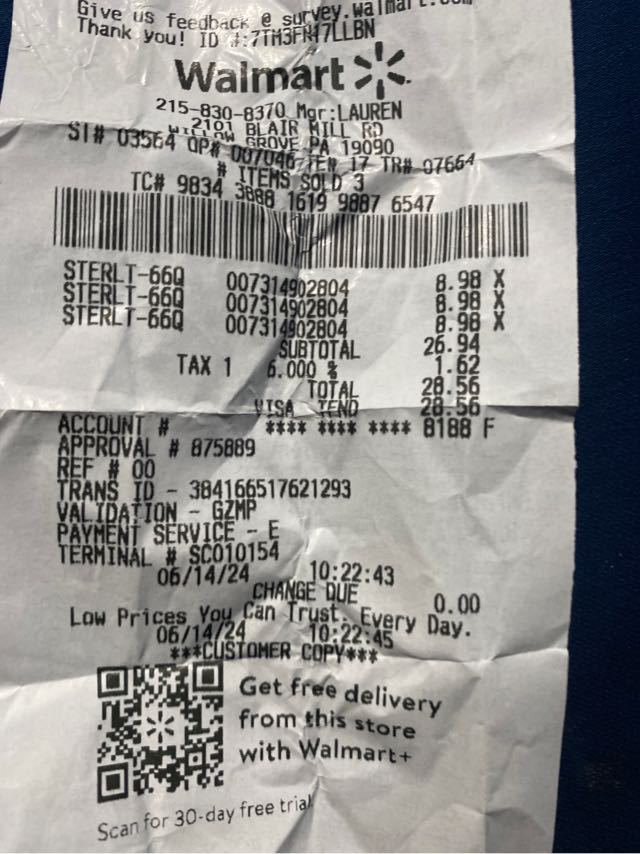 Give us feedback @ survey.walmart.com
Thank you! ID #:7TM3FN47LLBN
Walmart
215-830-8370 Mgr:LAUREN
2101 BLAIR MILL RD
WILLOW GROVE PA 19090
ST# 03564 OP# 007046 TE# 17 TR# 07664
# ITEMS SOLD 3
TC# 9834 3888 1619 9887 6547
STERLT-66Q 007314902804 8.98 X
STERLT-66Q 007314902804 8.98 X
STERLT-66Q 007314902804 8.98 X
SUBTOTAL 26.94
TAX 1 6.000 % 1.62
TOTAL 28.56
VISA TEND 28.56
ACCOUNT # **** **** **** 8188 F
APPROVAL # 875889
REF # 00
TRANS ID - 384166517621293
VALIDATION - GZMP
PAYMENT SERVICE - E
TERMINAL # SC010154
06/14/24 10:22:43
CHANGE DUE 0.00
Low Prices You Can Trust. Every Day.
06/14/24 10:22:45
***CUSTOMER COPY***
Get free delivery
from this store
with Walmart+
Scan for 30-day free trial